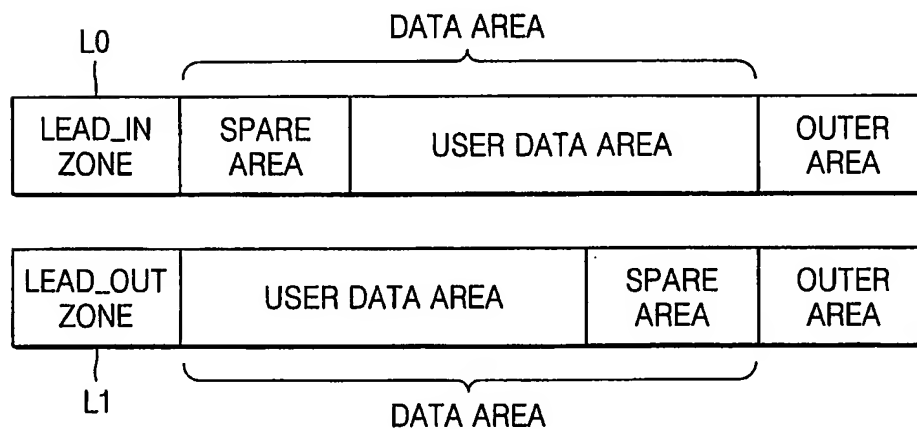 DATA AREA
L0
LEAD_IN ZONE
SPARE AREA
USER DATA AREA
OUTER AREA
LEAD_OUT ZONE
USER DATA AREA
SPARE AREA
OUTER AREA
L1
DATA AREA